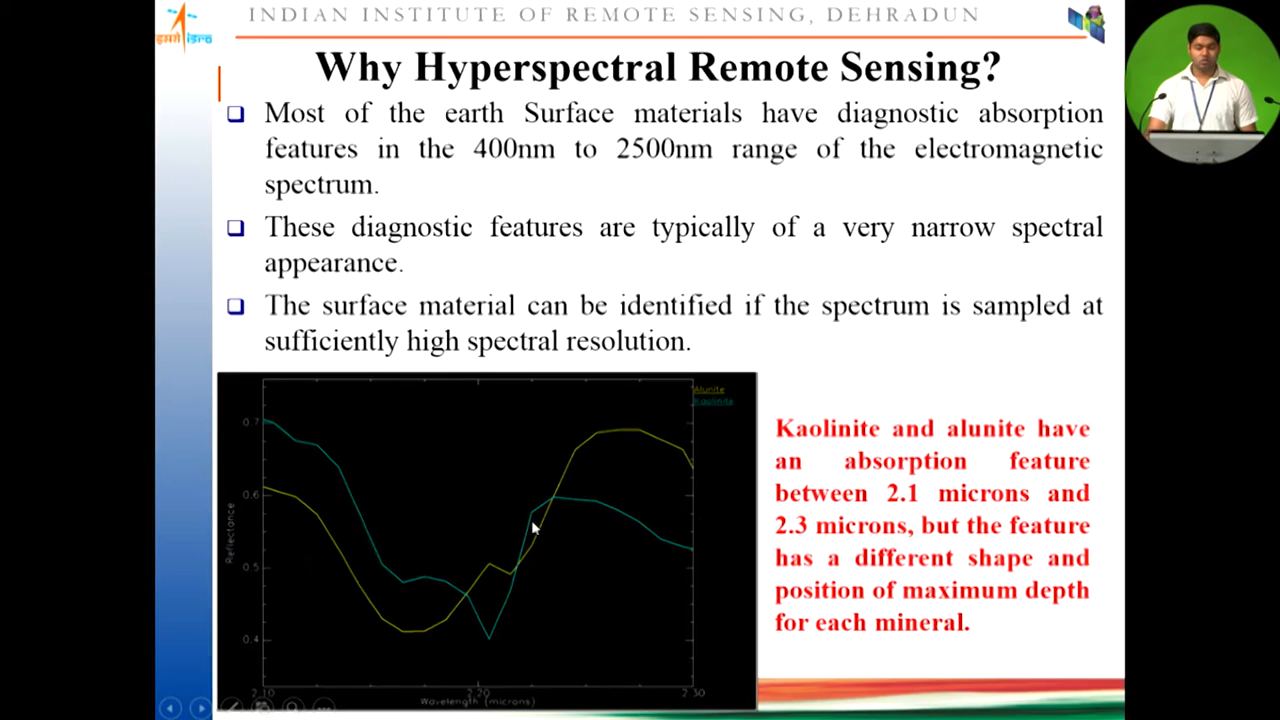 INDIAN INSTITUTE OF REMOTE SENSING, DEHRADUN
इसरो isro
Why Hyperspectral Remote Sensing?
Most of the earth Surface materials have diagnostic absorption
features in the 400nm to 2500nm range of the electromagnetic
spectrum.
These diagnostic features are typically of a very narrow spectral
appearance.
The surface material can be identified if the spectrum is sampled at
sufficiently high spectral resolution.
Alunite
Kaolinite
0.7
0.6
0.5
0.4
Reflectance
2.10
2.20
2.30
Wavelength (microns)
Kaolinite and alunite have
an absorption feature
between 2.1 microns and
2.3 microns, but the feature
has a different shape and
position of maximum depth
for each mineral.